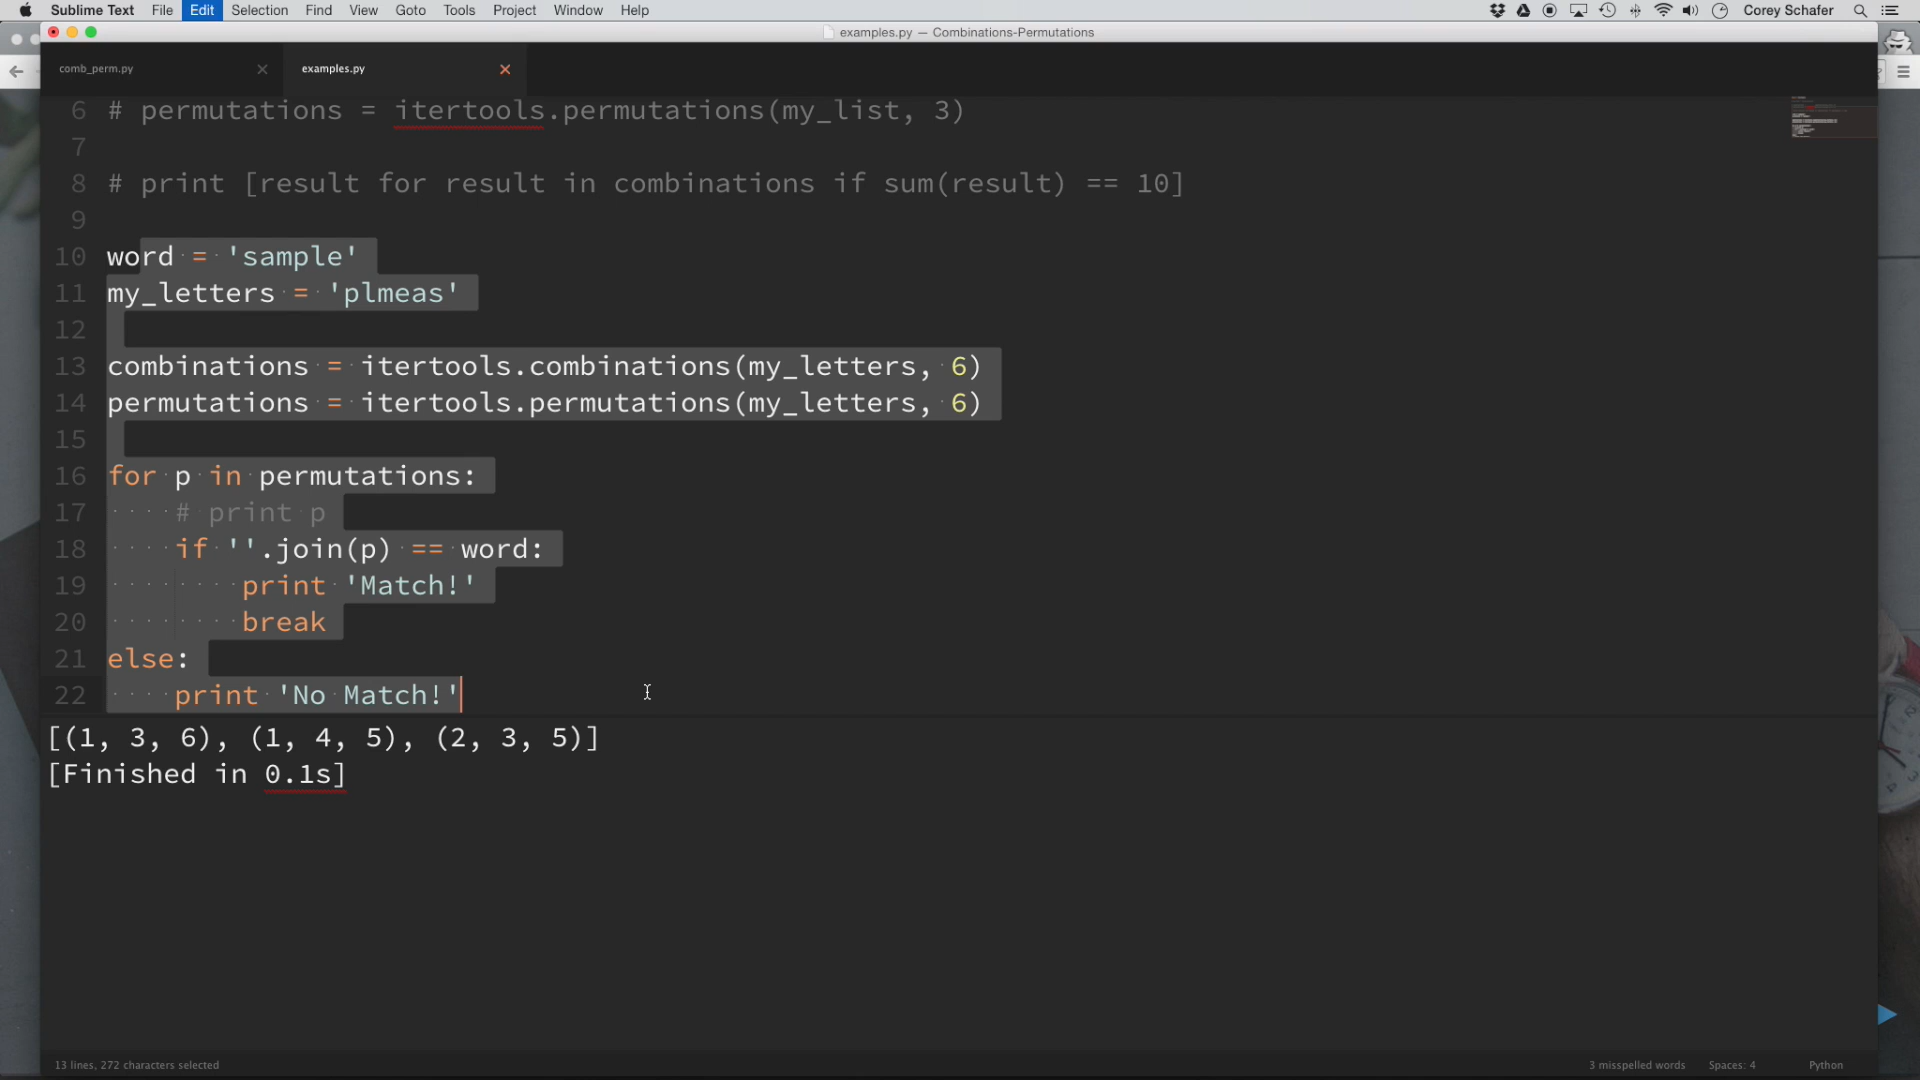 Sublime Text File Edit Selection Find View Goto Tools Project Window Help Corey Schafer
examples.py — Combinations-Permutations
comb_perm.py examples.py
6 # permutations = itertools.permutations(my_list, 3)
7
8 # print [result for result in combinations if sum(result) == 10]
9
10 word = 'sample'
11 my_letters = 'plmeas'
12
13 combinations = itertools.combinations(my_letters, 6)
14 permutations = itertools.permutations(my_letters, 6)
15
16 for p in permutations:
17 # print p
18 if ''.join(p) == word:
19 print 'Match!'
20 break
21 else:
22 print 'No Match!'
[(1, 3, 6), (1, 4, 5), (2, 3, 5)]
[Finished in 0.1s]
13 lines, 272 characters selected 3 misspelled words Spaces: 4 Python